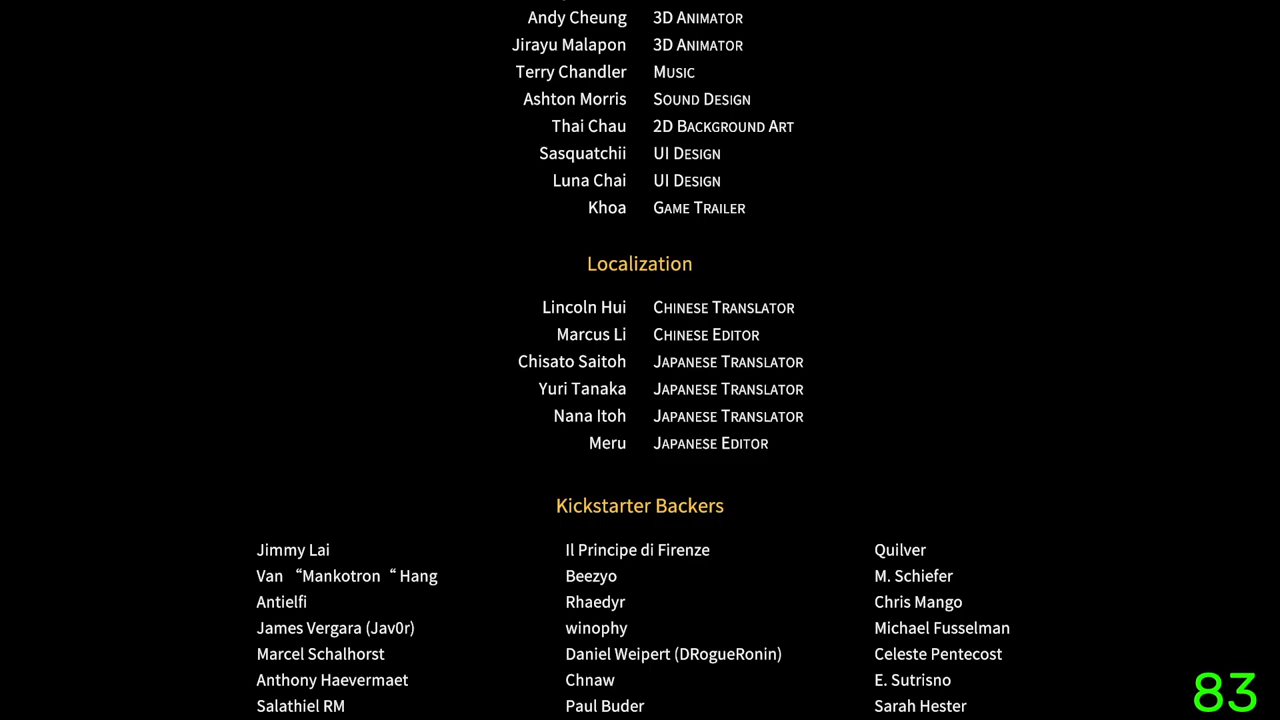 Andy Cheung 3D ANIMATOR
Jirayu Malapon 3D ANIMATOR
Terry Chandler MUSIC
Ashton Morris SOUND DESIGN
Thai Chau 2D BACKGROUND ART
Sasquatchii UI DESIGN
Luna Chai UI DESIGN
Khoa GAME TRAILER
Localization
Lincoln Hui CHINESE TRANSLATOR
Marcus Li CHINESE EDITOR
Chisato Saitoh JAPANESE TRANSLATOR
Yuri Tanaka JAPANESE TRANSLATOR
Nana Itoh JAPANESE TRANSLATOR
Meru JAPANESE EDITOR
Kickstarter Backers
Jimmy Lai Il Principe di Firenze Quilver
Van “Mankotron“ Hang Beezyo M. Schiefer
Antielfi Rhaedyr Chris Mango
James Vergara (Jav0r) winophy Michael Fusselman
Marcel Schalhorst Daniel Weipert (DRogueRonin) Celeste Pentecost
Anthony Haevermaet Chnaw E. Sutrisno
Salathiel RM Paul Buder Sarah Hester
83